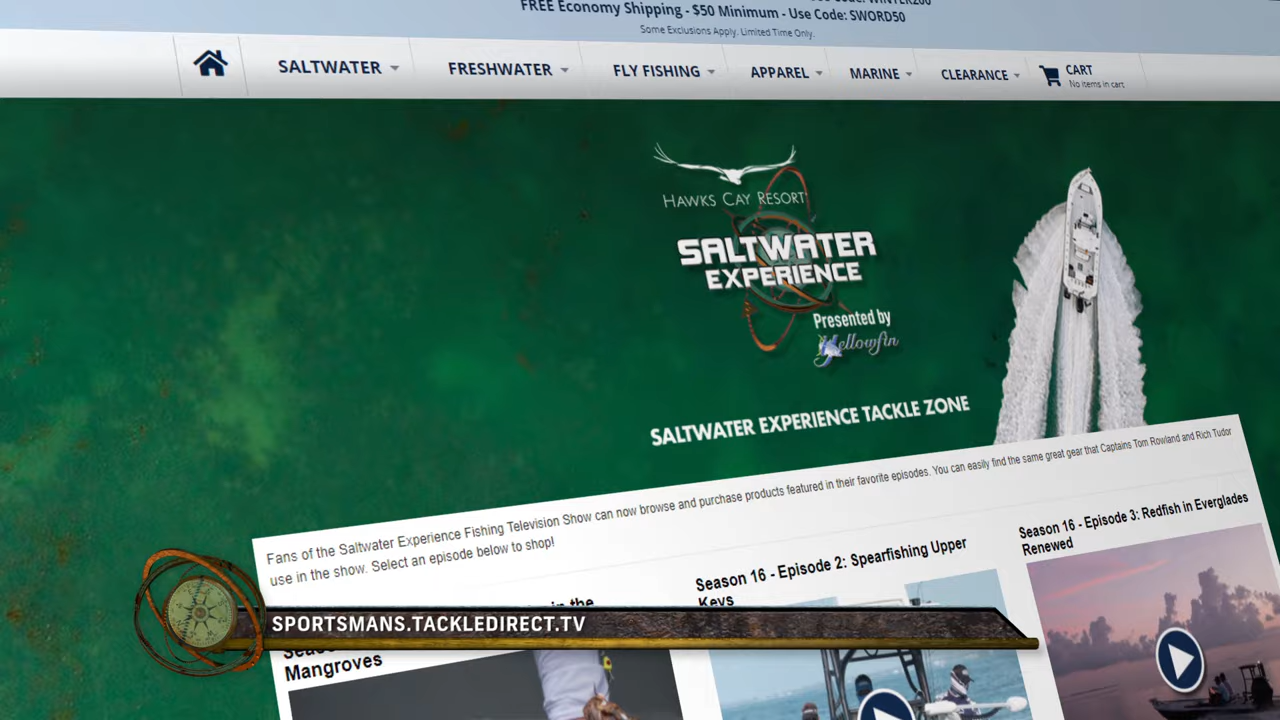 FREE Economy Shipping - $50 Minimum - Use Code: SWORD50
Some Exclusions Apply. Limited Time Only.
SALTWATER
FRESHWATER
FLY FISHING
APPAREL
MARINE
CLEARANCE
CART
No items in cart
HAWKS CAY RESORT
SALTWATER
EXPERIENCE
Presented by
Yellowfin
SALTWATER EXPERIENCE TACKLE ZONE
Fans of the Saltwater Experience Fishing Television Show can now browse and purchase products featured in their favorite episodes. You can easily find the same great gear that Captains Tom Rowland and Rich Tudor
use in the show. Select an episode below to shop!
in the
Mangroves
Season 16 - Episode 2: Spearfishing Upper
Keys
Season 16 - Episode 3: Redfish in Everglades
Renewed
SPORTSMANS.TACKLEDIRECT.TV